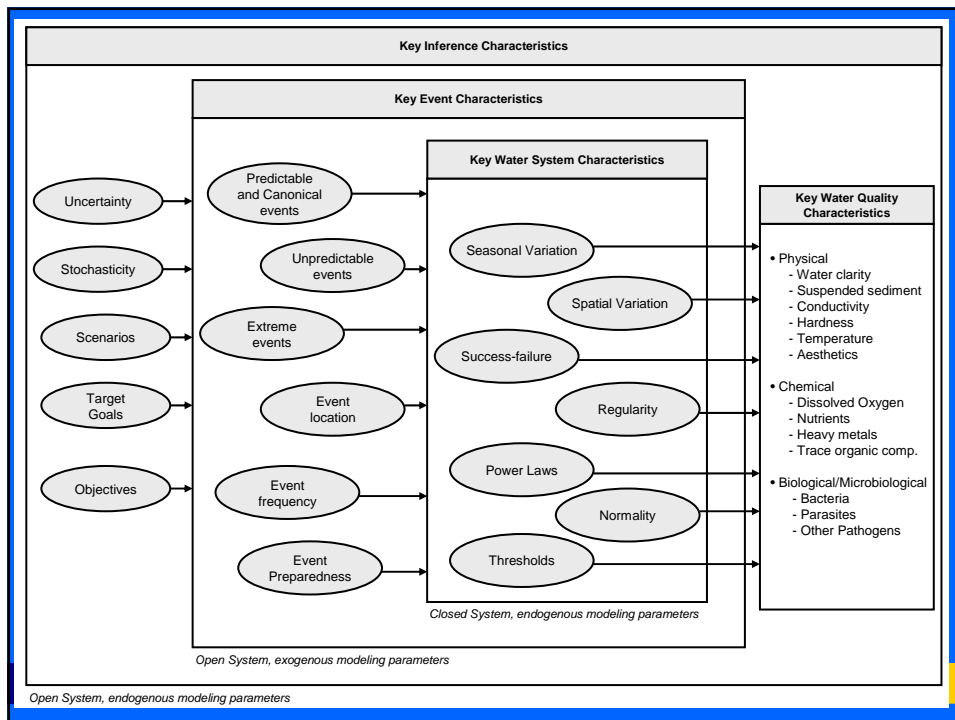 Key Inference Characteristics
Key Event Characteristics
Key Water System Characteristics
Key Water Quality
Characteristics
Uncertainty
Stochasticity
Scenarios
Target
Goals
Objectives
Predictable
and Canonical
events
Unpredictable
events
Extreme
events
Event
location
Event
frequency
Event
Preparedness
Seasonal Variation
Spatial Variation
Success-failure
Regularity
Power Laws
Normality
Thresholds
• Physical
- Water clarity
- Suspended sediment
- Conductivity
- Hardness
- Temperature
- Aesthetics
• Chemical
- Dissolved Oxygen
- Nutrients
- Heavy metals
- Trace organic comp.
• Biological/Microbiological
- Bacteria
- Parasites
- Other Pathogens
Closed System, endogenous modeling parameters
Open System, exogenous modeling parameters
Open System, endogenous modeling parameters